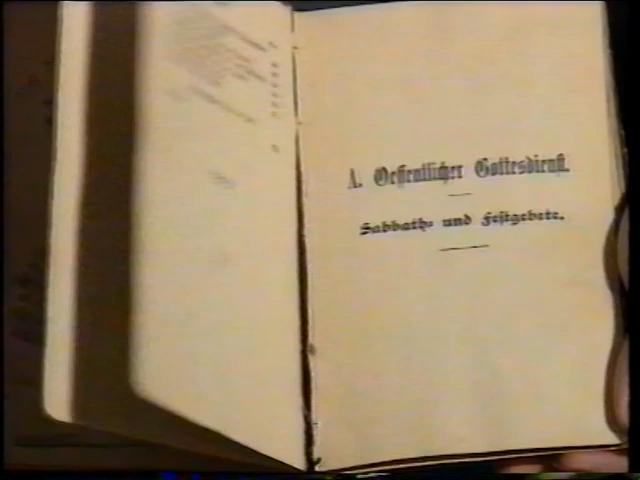 A. Oeffentlicher Gottesdienst.
Sabbath- und Festgebete.